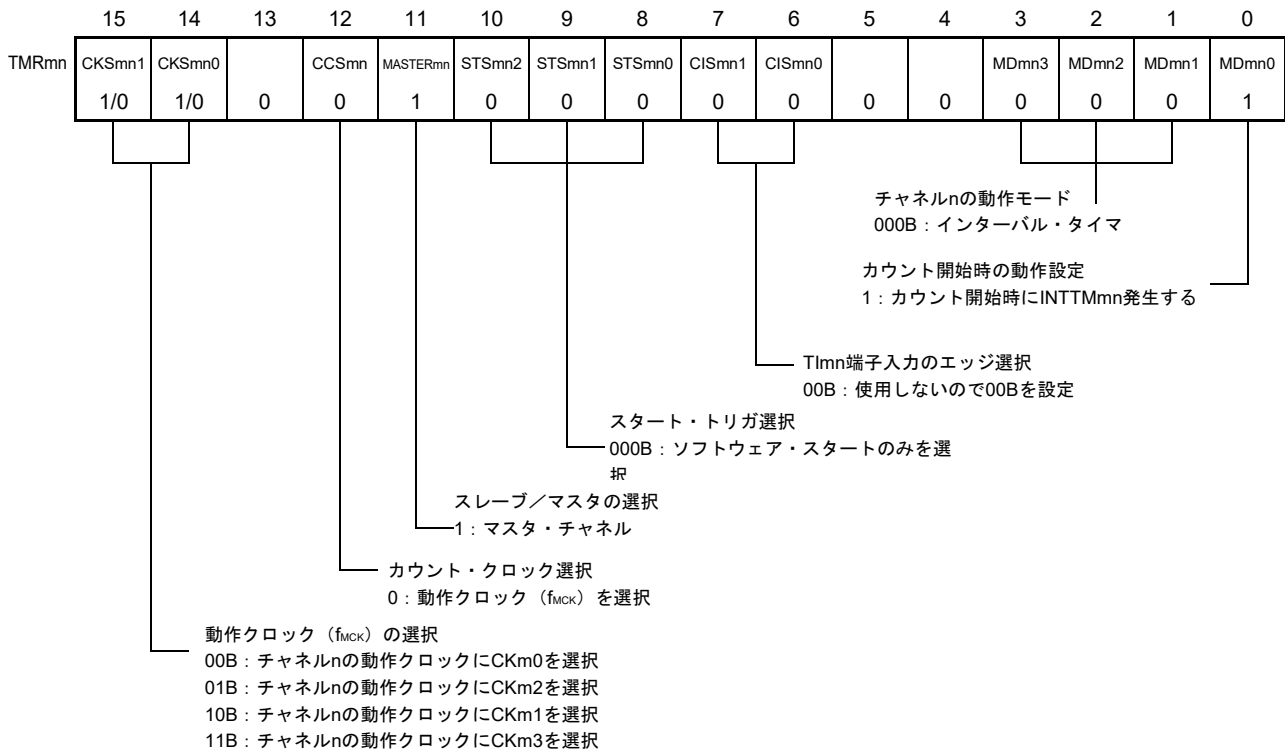 15 14 13 12 11 10 9 8 7 6 5 4 3 2 1 0
TMRmn CKSmn1 CKSmn0 CCSmn MASTERmn STSmn2 STSmn1 STSmn0 CISmn1 CISmn0 MDmn3 MDmn2 MDmn1 MDmn0
1/0 1/0 0 0 1 0 0 0 0 0 0 0 0 0 0 1
チャネルnの動作モード
000B：インターバル・タイマ
カウント開始時の動作設定
1：カウント開始時にINTTMmn発生する
TImn端子入力のエッジ選択
00B：使用しないので00Bを設定
スタート・トリガ選択
000B：ソフトウェア・スタートのみを選
択
スレーブ／マスタの選択
1：マスタ・チャネル
カウント・クロック選択
0：動作クロック（fMCK）を選択
動作クロック（fMCK）の選択
00B：チャネルnの動作クロックにCKm0を選択
01B：チャネルnの動作クロックにCKm2を選択
10B：チャネルnの動作クロックにCKm1を選択
11B：チャネルnの動作クロックにCKm3を選択